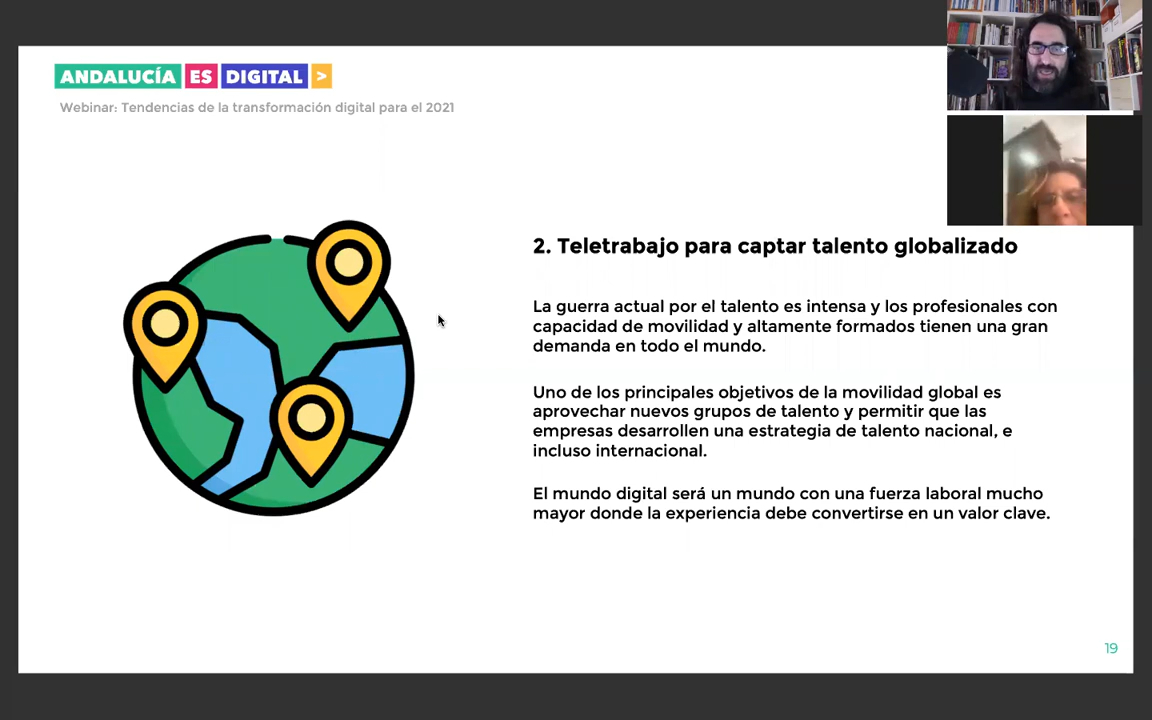 ANDALUCÍA ES DIGITAL >
Webinar: Tendencias de la transformación digital para el 2021
2. Teletrabajo para captar talento globalizado
La guerra actual por el talento es intensa y los profesionales con
capacidad de movilidad y altamente formados tienen una gran
demanda en todo el mundo.
Uno de los principales objetivos de la movilidad global es
aprovechar nuevos grupos de talento y permitir que las
empresas desarrollen una estrategia de talento nacional, e
incluso internacional.
El mundo digital será un mundo con una fuerza laboral mucho
mayor donde la experiencia debe convertirse en un valor clave.
19